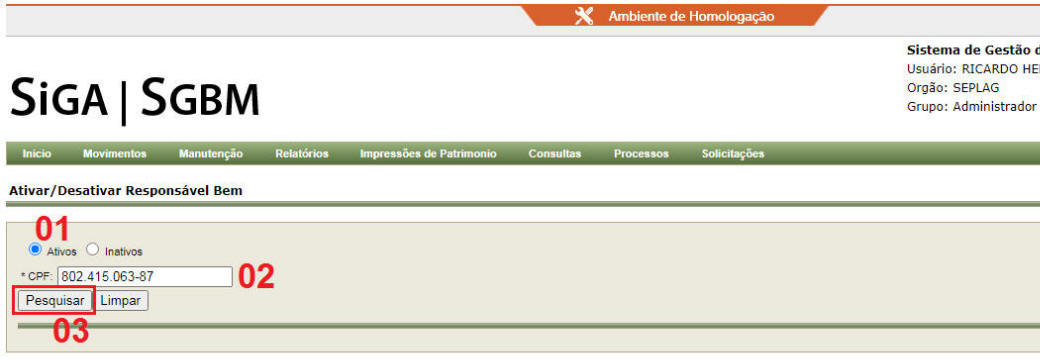 Ambiente de Homologação
Sistema de Gestão d
Usuário: RICARDO HE
Orgão: SEPLAG
Grupo: Administrador
SiGA | SGBM
Inicio Movimentos Manutenção Relatórios Impressões de Patrimonio Consultas Processos Solicitações
Ativar/Desativar Responsável Bem
01
Ativos Inativos
* CPF: 802.415.063-87 02
Pesquisar Limpar
03